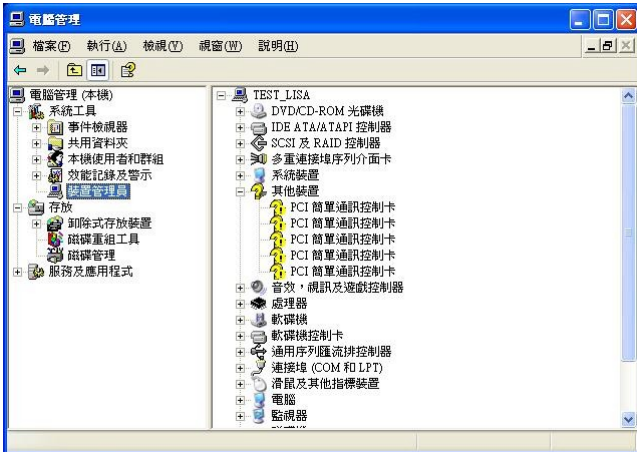 電腦管理
檔案(F) 執行(A) 檢視(V) 視窗(W) 說明(H)
電腦管理 (本機)
系統工具
事件檢視器
共用資料夾
本機使用者和群組
效能記錄及警示
裝置管理員
存放
卸除式存放裝置
磁碟重組工具
磁碟管理
服務及應用程式
TEST_LISA
DVD/CD-ROM 光碟機
IDE ATA/ATAPI 控制器
SCSI 及 RAID 控制器
多重連接埠序列介面卡
系統裝置
其他裝置
PCI 簡單通訊控制卡
PCI 簡單通訊控制卡
PCI 簡單通訊控制卡
PCI 簡單通訊控制卡
PCI 簡單通訊控制卡
音效，視訊及遊戲控制器
處理器
軟碟機
軟碟機控制卡
通用序列匯流排控制器
連接埠 (COM 和 LPT)
滑鼠及其他指標裝置
電腦
監視器